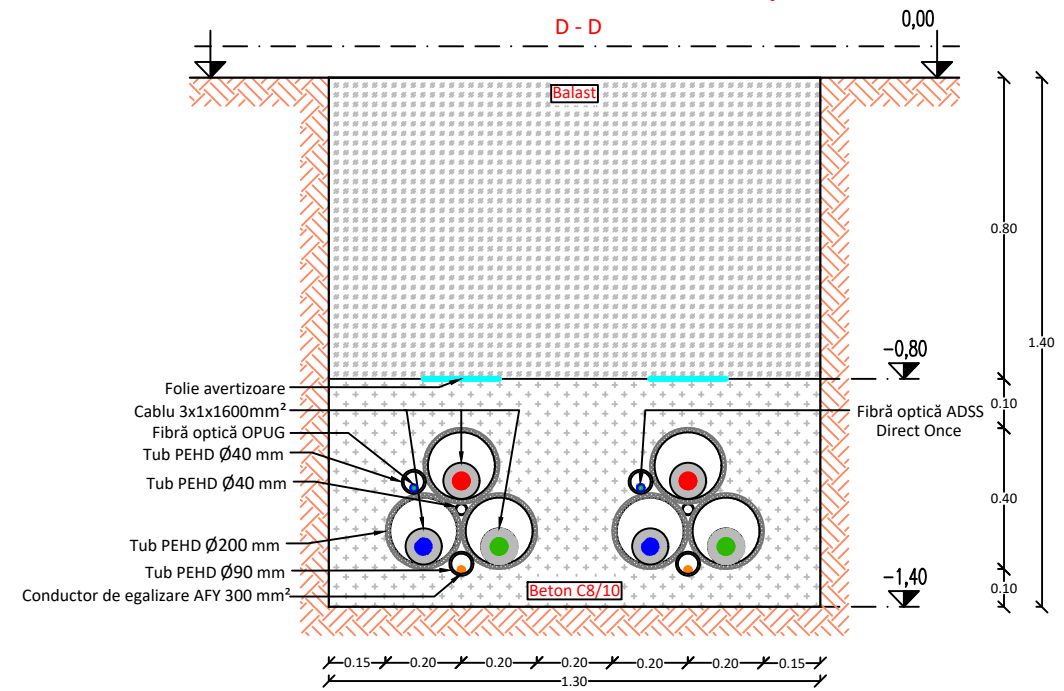 D - D
0,00
Balast
0.80
1.40
-0,80
Folie avertizoare
Cablu 3x1x1600mm²
Fibră optică OPUG
Tub PEHD Ø40 mm
Tub PEHD Ø40 mm
Tub PEHD Ø200 mm
Tub PEHD Ø90 mm
Conductor de egalizare AFY 300 mm²
Fibră optică ADSS
Direct Once
0.10
0.40
0.10
Beton C8/10
-1,40
0.15 0.20 0.20 0.20 0.20 0.20 0.15
1.30